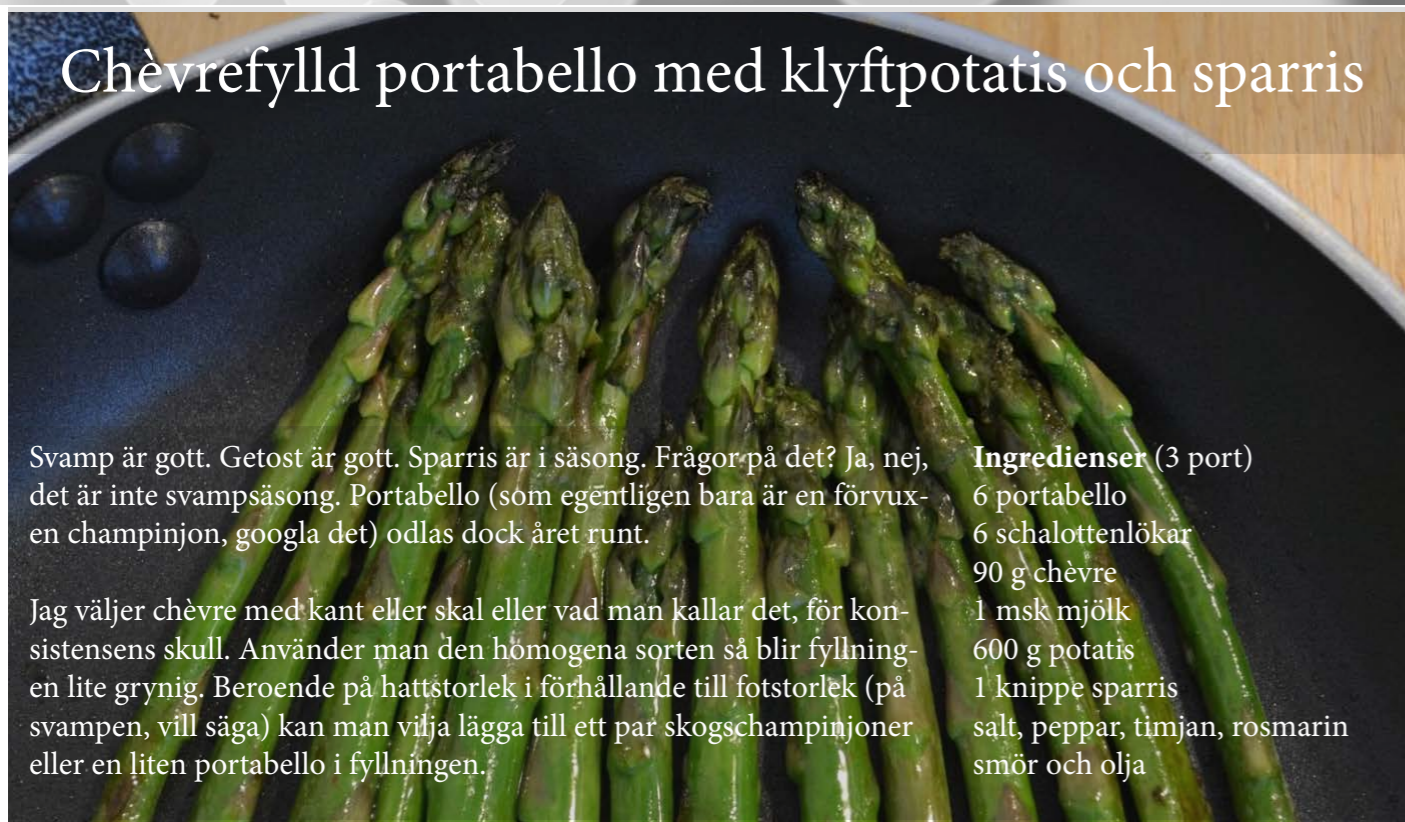 Chèvrefylld portabello med klyftpotatis och sparris
Svamp är gott. Getost är gott. Sparris är i säsong. Frågor på det? Ja, nej,
det är inte svampsäsong. Portabello (som egentligen bara är en förvux-
en champinjon, googla det) odlas dock året runt.
Jag väljer chèvre med kant eller skal eller vad man kallar det, för kon-
sistensens skull. Använder man den homogena sorten så blir fyllning-
en lite grynig. Beroende på hattstorlek i förhållande till fotstorlek (på
svampen, vill säga) kan man vilja lägga till ett par skogschampinjoner
eller en liten portabello i fyllningen.
Ingredienser (3 port)
6 portabello
6 schalottenlökar
90 g chèvre
1 msk mjölk
600 g potatis
1 knippe sparris
salt, peppar, timjan, rosmarin
smör och olja